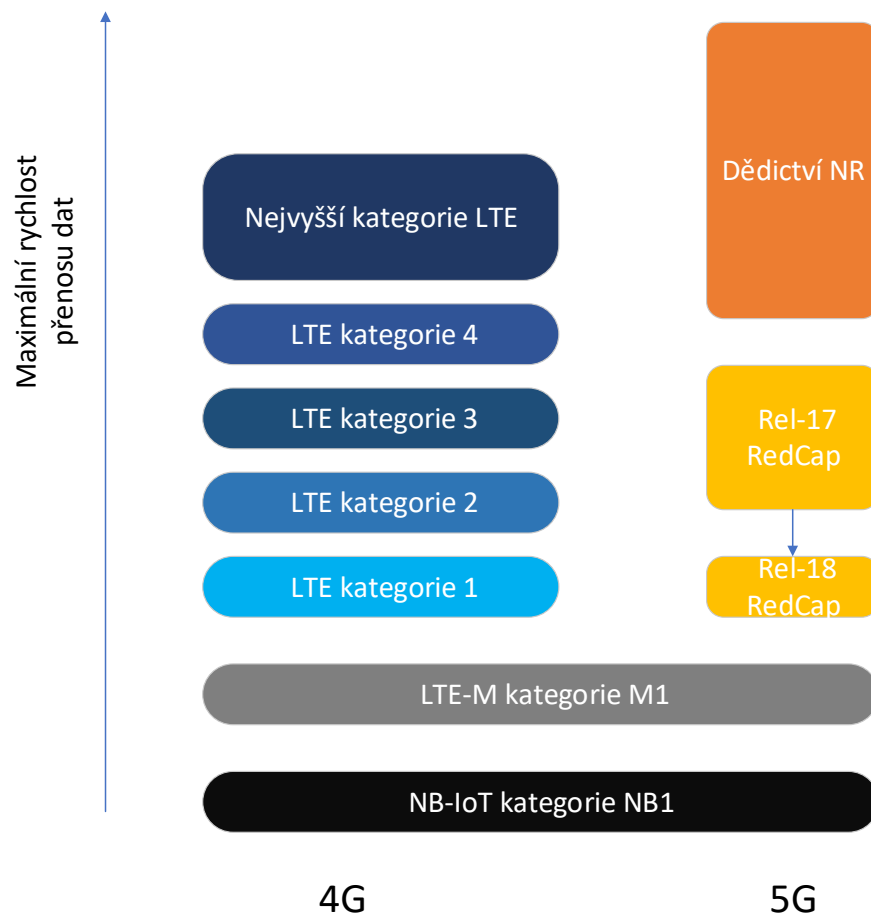 Maximální rychlost
přenosu dat
Dědictví NR
Nejvyšší kategorie LTE
LTE kategorie 4
LTE kategorie 3
Rel-17
RedCap
LTE kategorie 2
LTE kategorie 1
Rel-18
RedCap
LTE-M kategorie M1
NB-IoT kategorie NB1
4G
5G